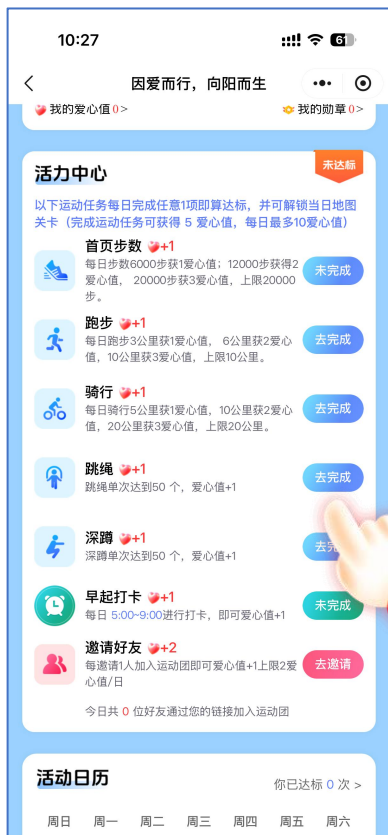 10:27
61
因爱而行，向阳而生
我的爱心值0>
我的勋章0>
活力中心
未达标
以下运动任务每日完成任意1项即算达标，并可解锁当日地图
关卡（完成运动任务可获得 5 爱心值，每日最多10爱心值）
首页步数 +1
每日步数6000步获1爱心值；12000步获得2
爱心值， 20000步获3爱心值，上限20000
步。
未完成
跑步 +1
每日跑步3公里获1爱心值， 6公里获2爱心
值，10公里获3爱心值，上限10公里。
去完成
骑行 +1
每日骑行5公里获1爱心值，10公里获2爱心
值，20公里获3爱心值，上限20公里。
去完成
跳绳 +1
跳绳单次达到50 个，爱心值+1
去完成
深蹲 +1
深蹲单次达到50 个，爱心值+1
去
早起打卡 +1
每日 5:00~9:00进行打卡，即可爱心值+1
未完成
邀请好友 +2
每邀请1人加入运动团即可爱心值+1上限2爱
心值/日
去邀请
今日共 0 位好友通过您的链接加入运动团
活动日历
你已达标 0 次 >
周日 周一 周二 周三 周四 周五 周六